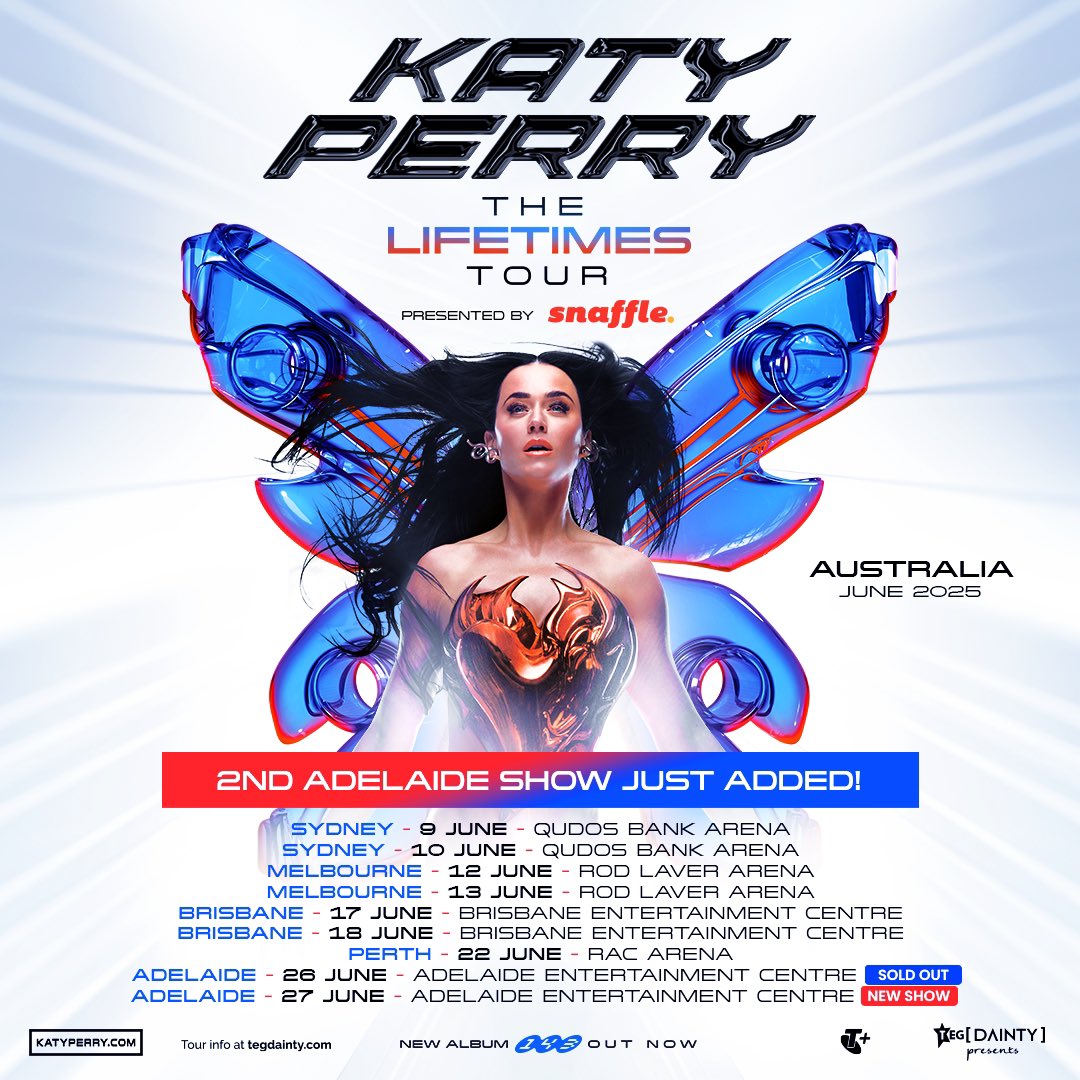 KATY
PERRY
THE
LIFETIMES
TOUR
PRESENTED BY snaffle.
AUSTRALIA
JUNE 2025
2ND ADELAIDE SHOW JUST ADDED!
SYDNEY - 9 JUNE - QUDOS BANK ARENA
SYDNEY - 10 JUNE - QUDOS BANK ARENA
MELBOURNE - 12 JUNE - ROD LAVER ARENA
MELBOURNE - 13 JUNE - ROD LAVER ARENA
BRISBANE - 17 JUNE - BRISBANE ENTERTAINMENT CENTRE
BRISBANE - 18 JUNE - BRISBANE ENTERTAINMENT CENTRE
PERTH - 22 JUNE - RAC ARENA
ADELAIDE - 26 JUNE - ADELAIDE ENTERTAINMENT CENTRE SOLD OUT
ADELAIDE - 27 JUNE - ADELAIDE ENTERTAINMENT CENTRE NEW SHOW
KATYPERRY.COM Tour info at tegdainty.com NEW ALBUM 143 OUT NOW T+ TEG[DAINTY]
presents